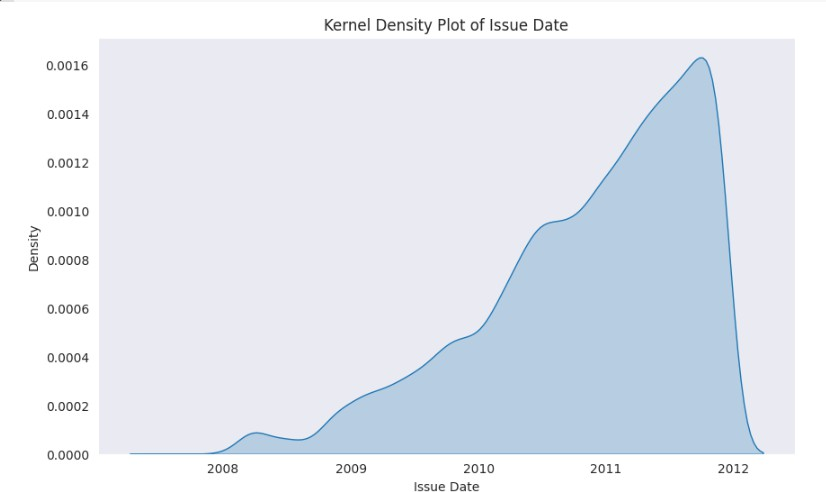 Kernel Density Plot of Issue Date
0.0016
0.0014
0.0012
0.0010
0.0008
0.0006
0.0004
0.0002
0.0000
Density
2008 2009 2010 2011 2012
Issue Date